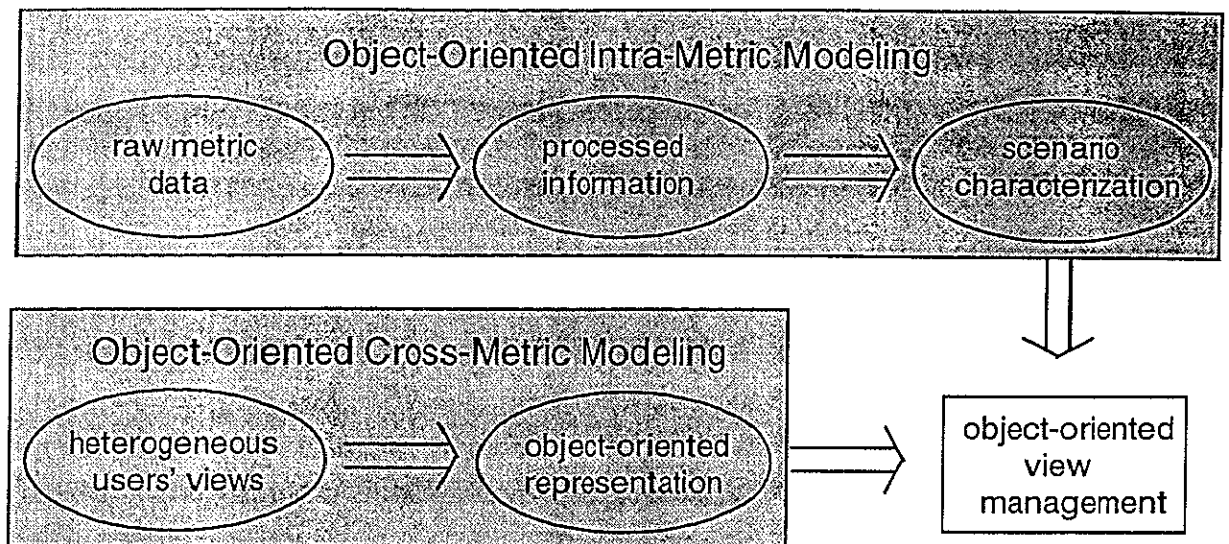 Object-Oriented Intra-Metric Modeling
raw metric
data
processed
information
scenario
characterization
Object-Oriented Cross-Metric Modeling
heterogeneous
users' views
object-oriented
representation
object-oriented
view
management